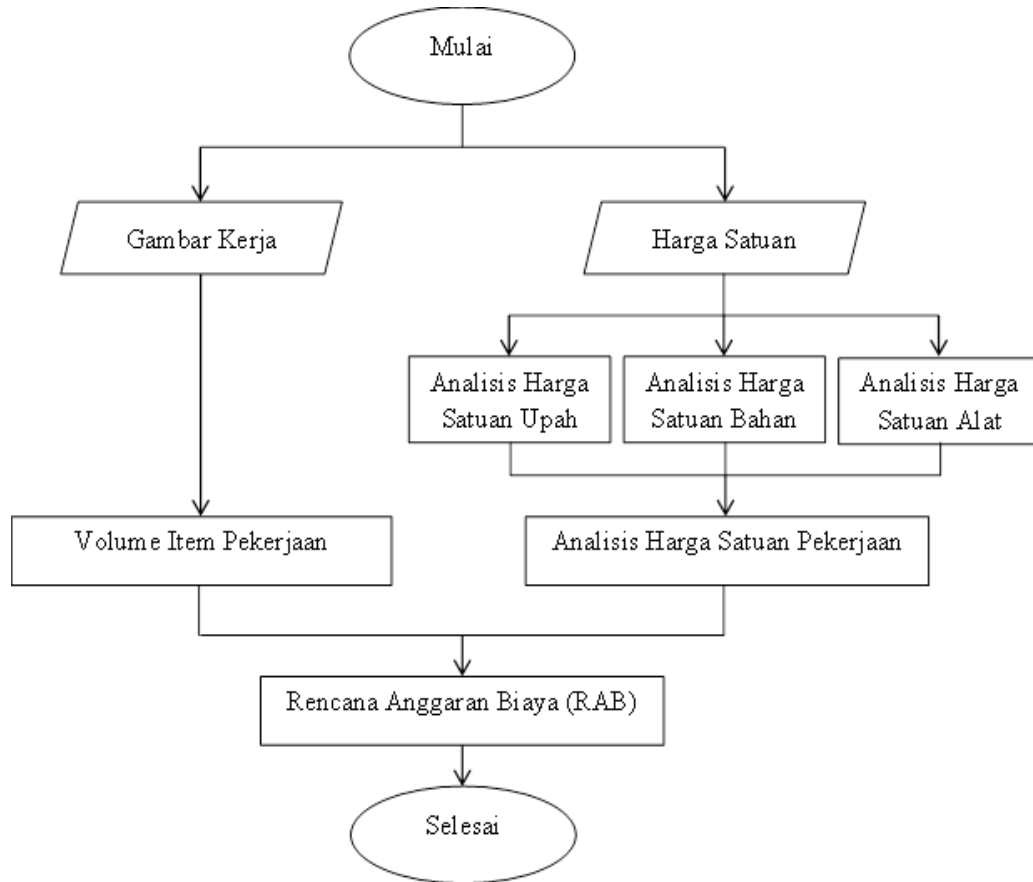 Mulai
Gambar Kerja
Harga Satuan
Analisis Harga
Satuan Upah
Analisis Harga
Satuan Bahan
Analisis Harga
Satuan Alat
Volume Item Pekerjaan
Analisis Harga Satuan Pekerjaan
Rencana Anggaran Biaya (RAB)
Selesai